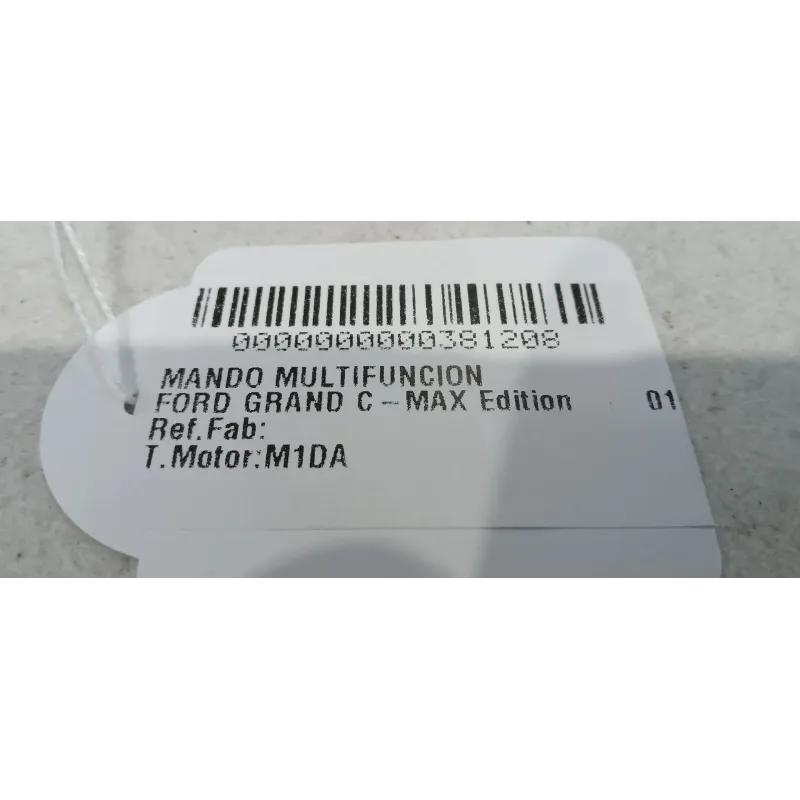 0000000000381208
MANDO MULTIFUNCION
FORD GRAND C-MAX Edition 01
Ref.Fab:
T.Motor:M1DA